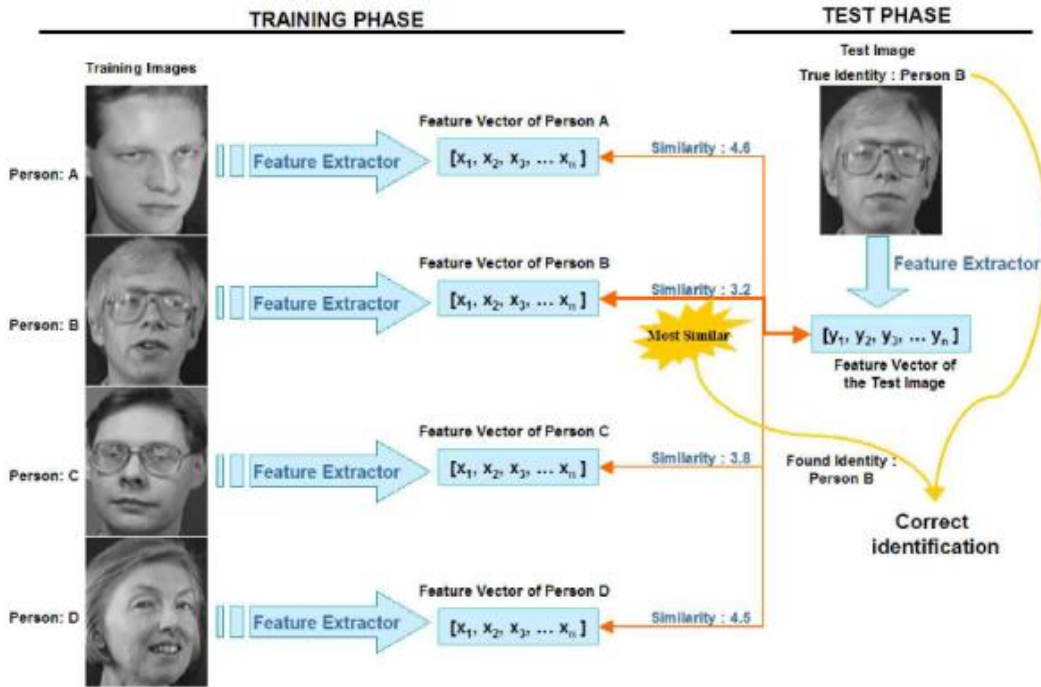 TRAINING PHASE
TEST PHASE
Training Images
Test Image
True Identity : Person B
Person: A
Feature Extractor
Feature Vector of Person A
[x₁, x₂, x₃, ... xₙ ]
Similarity : 4.6
Feature Extractor
Person: B
Feature Extractor
Feature Vector of Person B
[x₁, x₂, x₃, ... xₙ ]
Similarity : 3.2
Most Similar
[y₁, y₂, y₃, ... yₙ ]
Feature Vector of
the Test Image
Person: C
Feature Extractor
Feature Vector of Person C
[x₁, x₂, x₃, ... xₙ ]
Similarity : 3.8
Found Identity :
Person B
Correct
identification
Person: D
Feature Extractor
Feature Vector of Person D
[x₁, x₂, x₃, ... xₙ ]
Similarity : 4.5